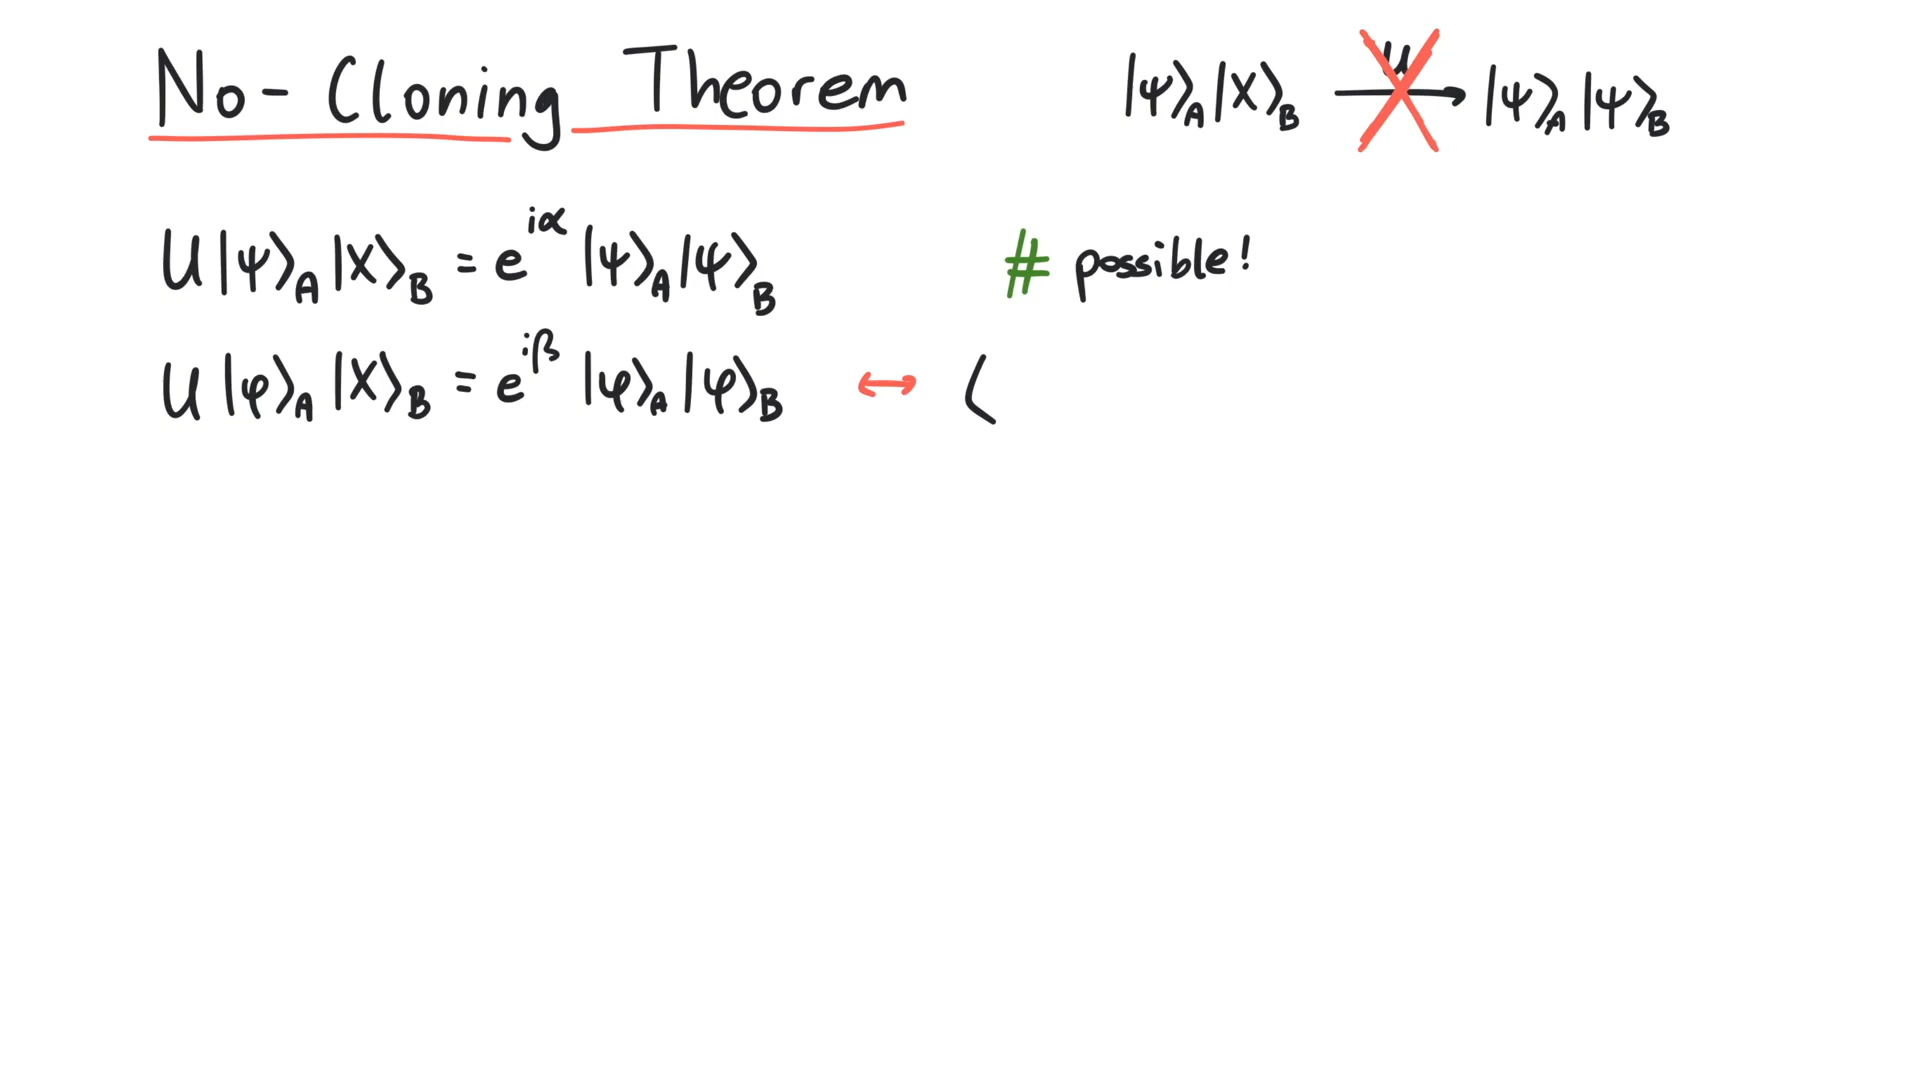 No-Cloning Theorem
|ψ⟩_A |X⟩_B —U→ |ψ⟩_A |ψ⟩_B
U|ψ⟩_A |X⟩_B = e^{iα} |ψ⟩_A |ψ⟩_B # possible!
U|φ⟩_A |X⟩_B = e^{iβ} |φ⟩_A |φ⟩_B ↔ ⟨